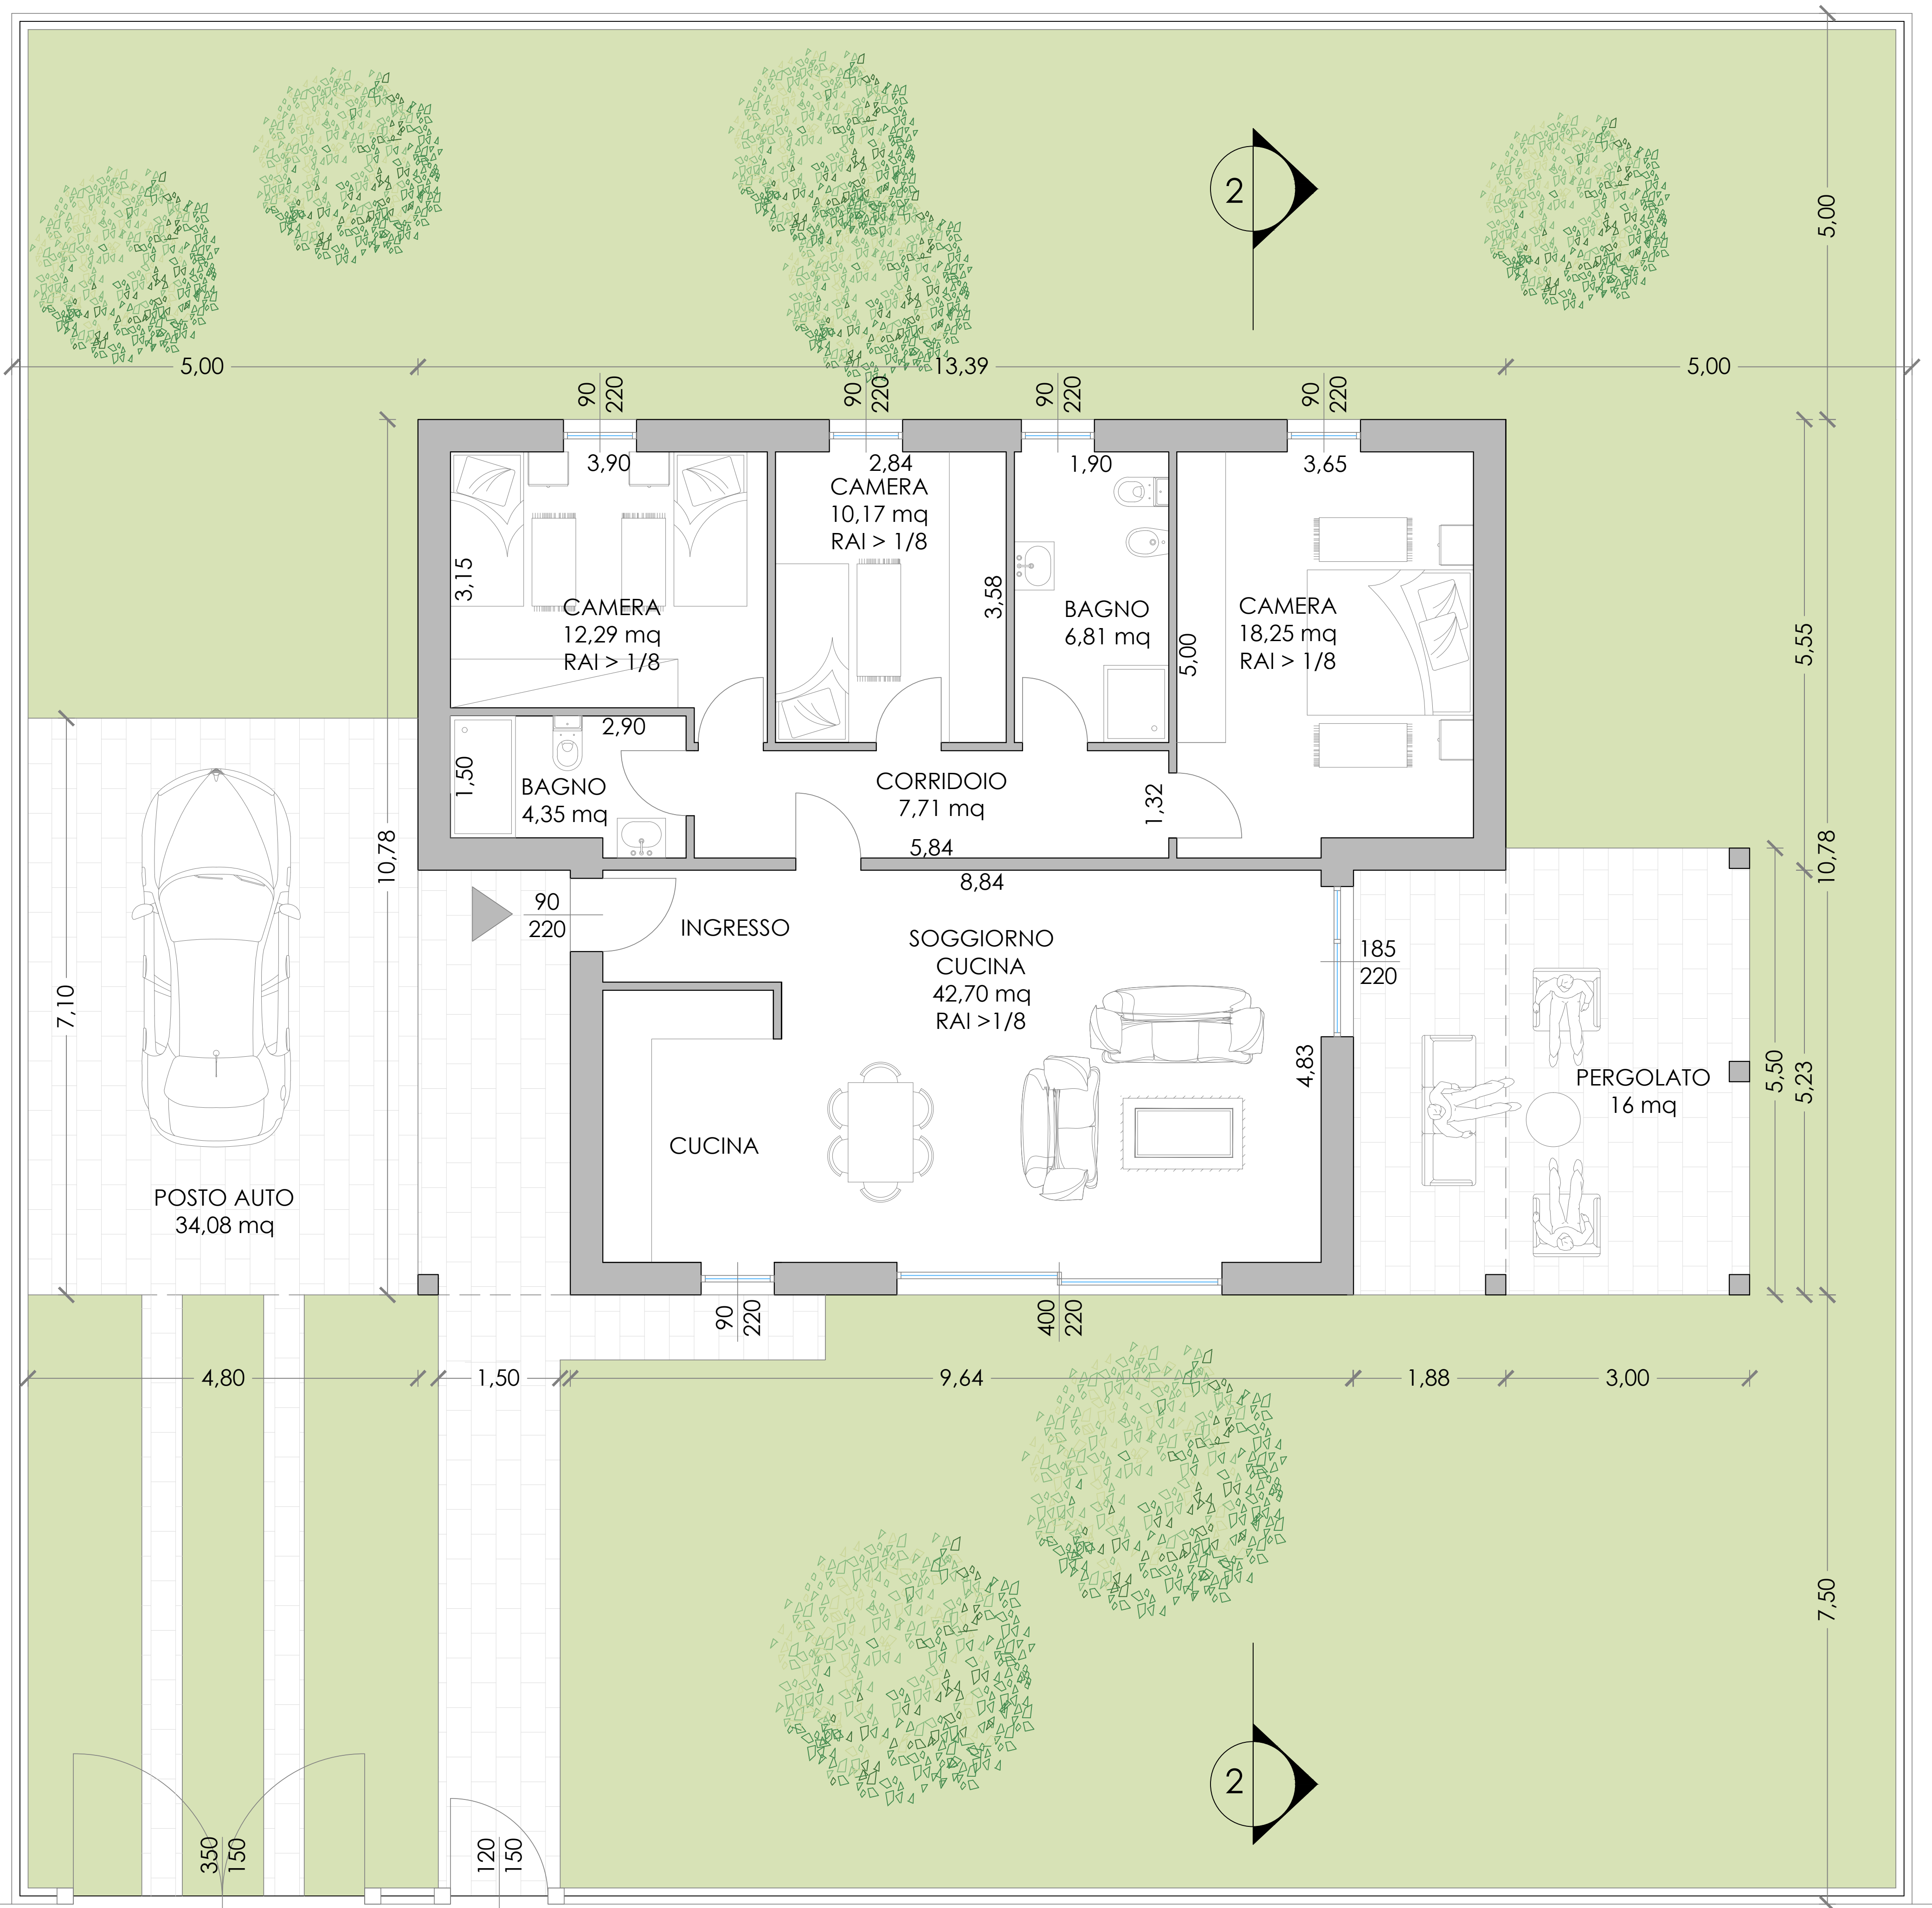 2
5,00
5,00
13,39
5,00
90
220
90
220
90
220
90
220
3,90
2,84
1,90
3,65
CAMERA
10,17 mq
RAI > 1/8
3,15
3,58
CAMERA
12,29 mq
RAI > 1/8
BAGNO
6,81 mq
CAMERA
18,25 mq
RAI > 1/8
5,00
5,55
2,90
1,50
BAGNO
4,35 mq
CORRIDOIO
7,71 mq
1,32
5,84
10,78
10,78
8,84
90
220
INGRESSO
SOGGIORNO
CUCINA
42,70 mq
RAI >1/8
185
220
7,10
4,83
PERGOLATO
16 mq
5,50
5,23
CUCINA
POSTO AUTO
34,08 mq
90
220
400
220
4,80
1,50
9,64
1,88
3,00
7,50
2
350
150
120
150